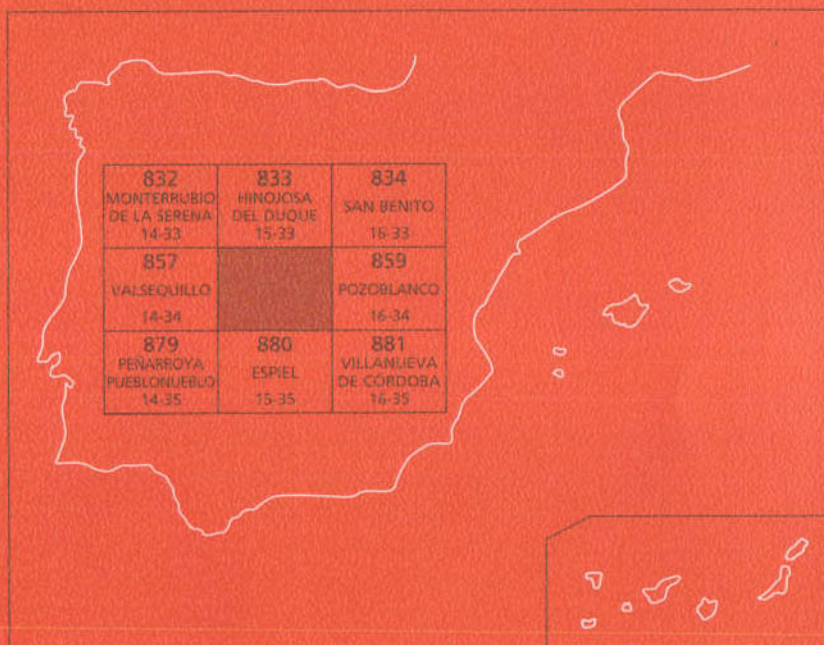 832
MONTERRUBIO
DE LA SERENA
14-33
833
HINOJOSA
DEL DUQUE
15-33
834
SAN BENITO
16-33
857
VALSEQUILLO
14-34
859
POZOBLANCO
16-34
879
PEÑARROYA
PUEBLONUEBLO
14-35
880
ESPIEL
15-35
881
VILLANUEVA
DE CÓRDOBA
16-35